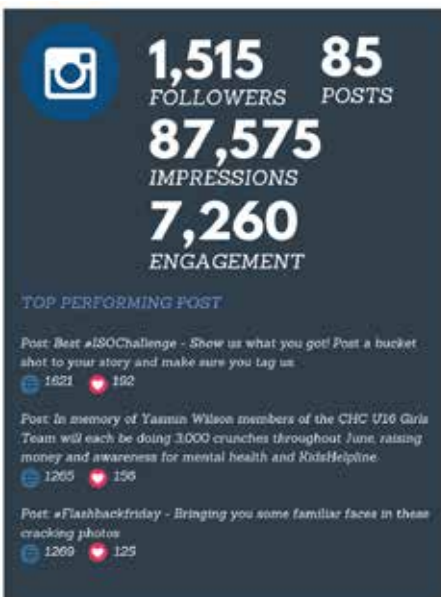 1,515 85
FOLLOWERS POSTS
87,575
IMPRESSIONS
7,260
ENGAGEMENT
TOP PERFORMING POST
Post: Best #ISOChallenge - Show us what you got! Post a bucket
shot to your story and make sure you tag us
1621 192
Post: In memory of Yasmin Wilson members of the CHC U16 Girls
Team will each be doing 3,000 crunches throughout June, raising
money and awareness for mental health and KidsHelpline.
1265 156
Post: #Flashbackfriday - Bringing you some familiar faces in these
cracking photos
1269 125